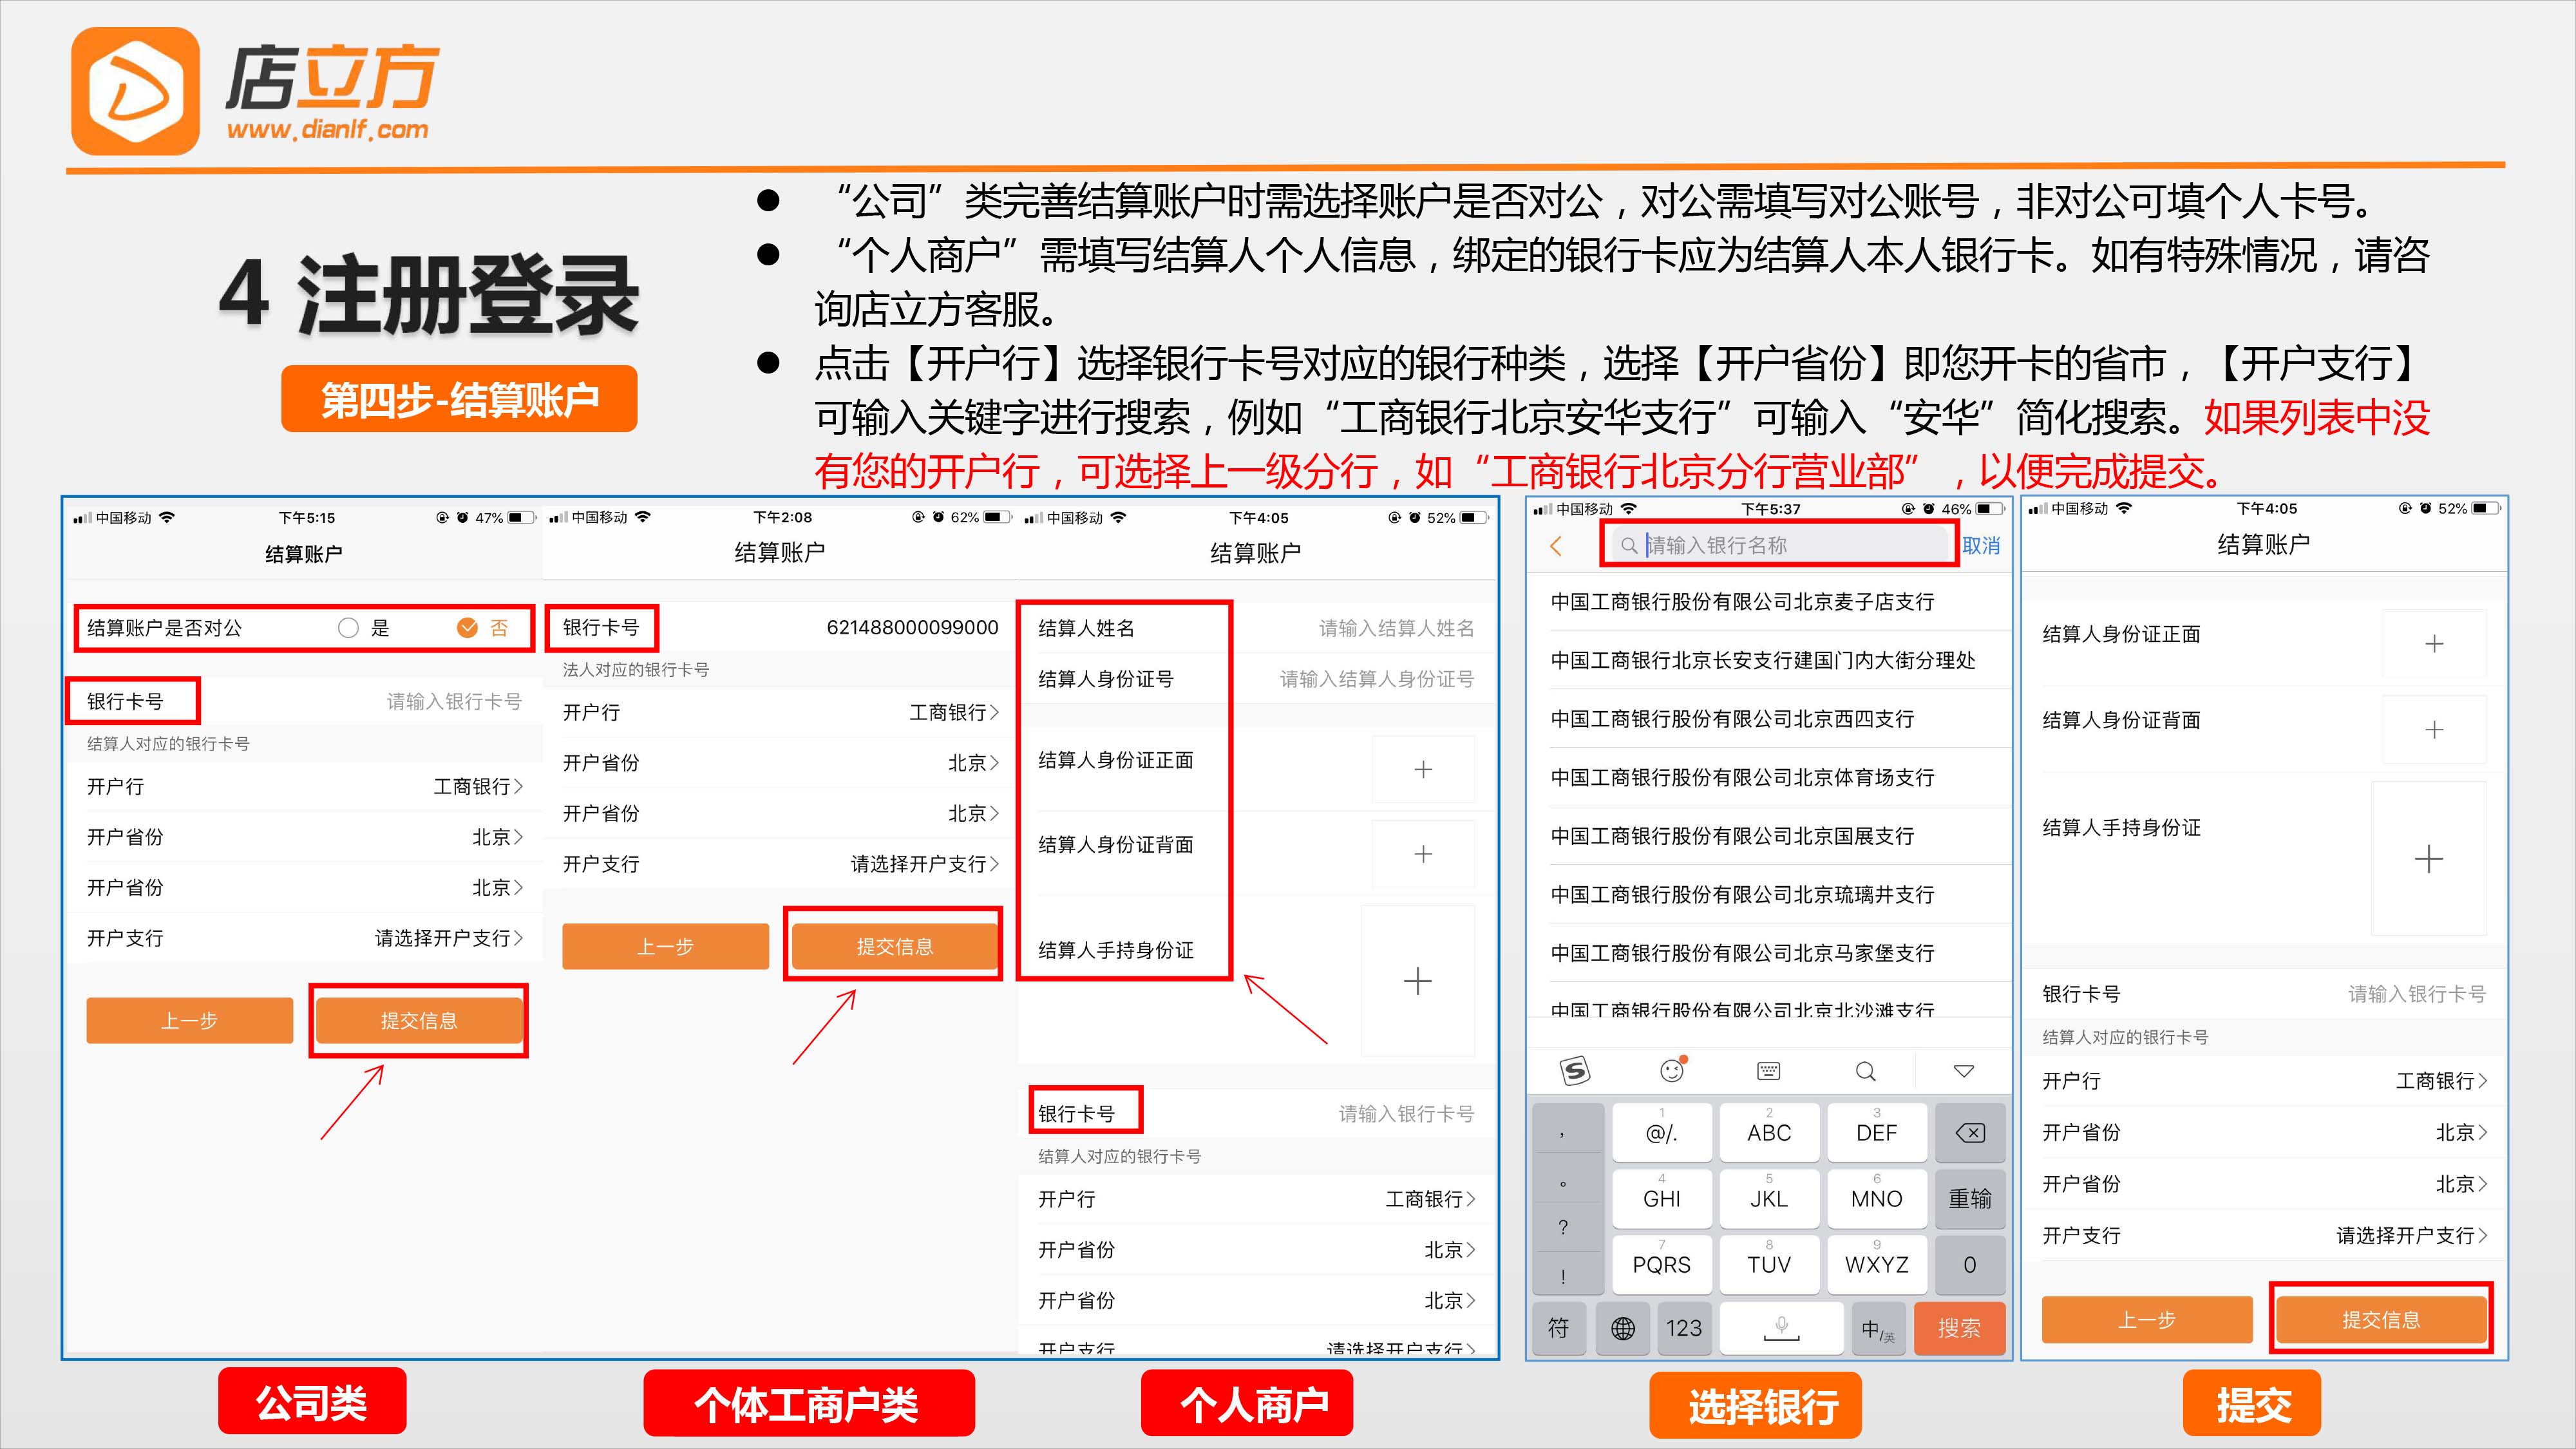 店立方
www.dianlf.com
4 注册登录
第四步-结算账户
● “公司”类完善结算账户时需选择账户是否对公，对公需填写对公账号，非对公可填个人卡号。
● “个人商户”需填写结算人个人信息，绑定的银行卡应为结算人本人银行卡。如有特殊情况，请咨
询店立方客服。
● 点击【开户行】选择银行卡号对应的银行种类，选择【开户省份】即您开卡的省市，【开户支行】
可输入关键字进行搜索，例如“工商银行北京安华支行”可输入“安华”简化搜索。如果列表中没
有您的开户行，可选择上一级分行，如“工商银行北京分行营业部”，以便完成提交。
中国移动 下午5:15 47%
结算账户
结算账户是否对公 是 否
银行卡号 请输入银行卡号
结算人对应的银行卡号
开户行 工商银行>
开户省份 北京>
开户省份 北京>
开户支行 请选择开户支行>
上一步 提交信息
公司类
中国移动 下午2:08 62%
结算账户
银行卡号 621488000099000
法人对应的银行卡号
开户行 工商银行>
开户省份 北京>
开户省份 北京>
开户支行 请选择开户支行>
上一步 提交信息
个体工商户类
中国移动 下午4:05 52%
结算账户
结算人姓名 请输入结算人姓名
结算人身份证号 请输入结算人身份证号
结算人身份证正面 +
结算人身份证背面 +
结算人手持身份证 +
银行卡号 请输入银行卡号
结算人对应的银行卡号
开户行 工商银行>
开户省份 北京>
开户省份 北京>
开户支行 请选择开户支行>
个人商户
中国移动 下午5:37 46%
请输入银行名称 取消
中国工商银行股份有限公司北京麦子店支行
中国工商银行北京长安支行建国门内大街分理处
中国工商银行股份有限公司北京西四支行
中国工商银行股份有限公司北京体育场支行
中国工商银行股份有限公司北京国展支行
中国工商银行股份有限公司北京琉璃井支行
中国工商银行股份有限公司北京马家堡支行
中国工商银行股份有限公司北京北沙滩支行
S
， 1 @/. 2 ABC 3 DEF
。 4 GHI 5 JKL 6 MNO 重输
? 7 PQRS 8 TUV 9 WXYZ 0
!
符 123 中/英 搜索
选择银行
中国移动 下午4:05 52%
结算账户
结算人身份证正面 +
结算人身份证背面 +
结算人手持身份证 +
银行卡号 请输入银行卡号
结算人对应的银行卡号
开户行 工商银行>
开户省份 北京>
开户省份 北京>
开户支行 请选择开户支行>
上一步 提交信息
提交